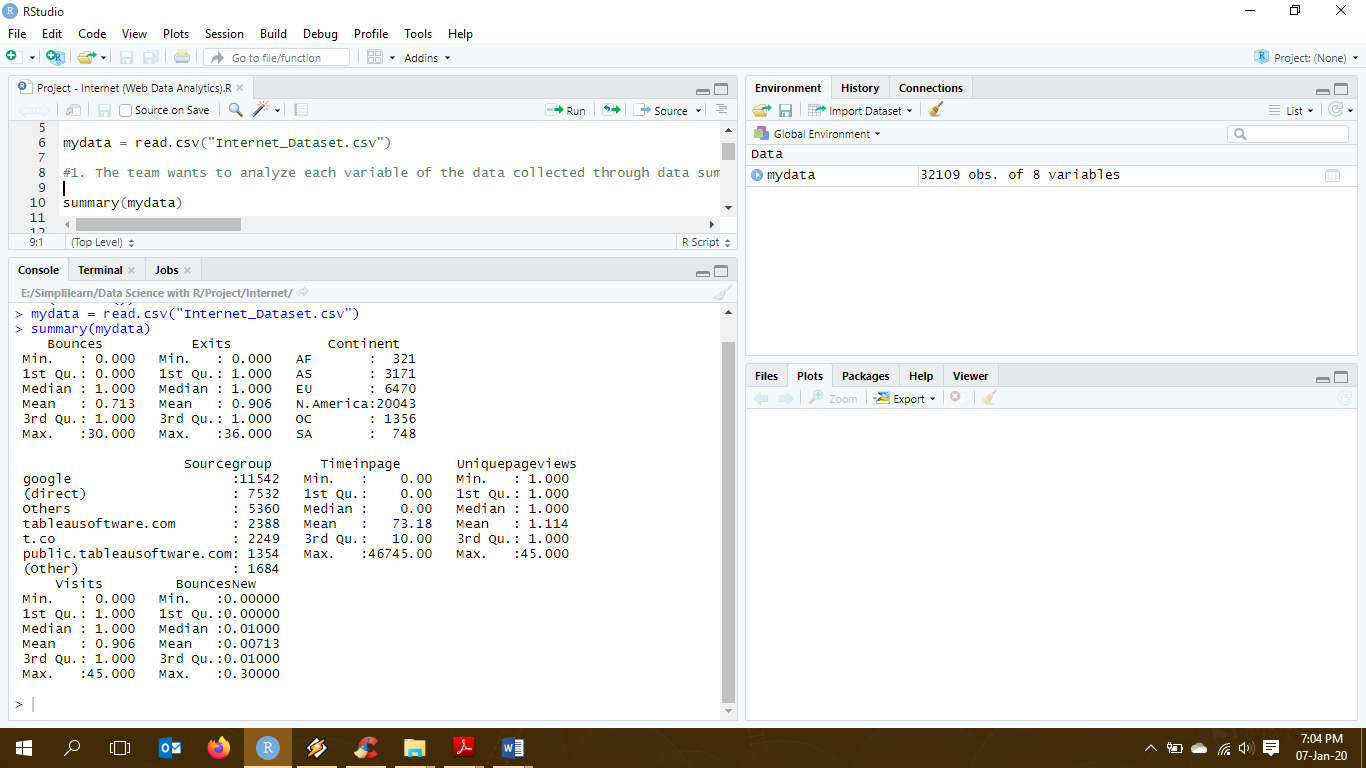 RStudio
File Edit Code View Plots Session Build Debug Profile Tools Help
Go to file/function Addins Project: (None)
Project - Internet (Web Data Analytics).R
Source on Save Run Source
5
6 mydata = read.csv("Internet_Dataset.csv")
7
8 #1. The team wants to analyze each variable of the data collected through data sum
9
10 summary(mydata)
11
12
9:1 (Top Level) R Script
Console Terminal Jobs
E:/Simplilearn/Data Science with R/Project/Internet/
> mydata = read.csv("Internet_Dataset.csv")
> summary(mydata)
Bounces Exits Continent
Min. : 0.000 Min. : 0.000 AF : 321
1st Qu.: 0.000 1st Qu.: 1.000 AS : 3171
Median : 1.000 Median : 1.000 EU : 6470
Mean : 0.713 Mean : 0.906 N.America:20043
3rd Qu.: 1.000 3rd Qu.: 1.000 OC : 1356
Max. :30.000 Max. :36.000 SA : 748
Sourcegroup Timeinpage Uniquepageviews
google :11542 Min. : 0.00 Min. : 1.000
(direct) : 7532 1st Qu.: 0.00 1st Qu.: 1.000
Others : 5360 Median : 0.00 Median : 1.000
tableausoftware.com : 2388 Mean : 73.18 Mean : 1.114
t.co : 2249 3rd Qu.: 10.00 3rd Qu.: 1.000
public.tableausoftware.com: 1354 Max. :46745.00 Max. :45.000
(Other) : 1684
Visits BouncesNew
Min. : 0.000 Min. :0.00000
1st Qu.: 1.000 1st Qu.:0.00000
Median : 1.000 Median :0.01000
Mean : 0.906 Mean :0.00713
3rd Qu.: 1.000 3rd Qu.:0.01000
Max. :45.000 Max. :0.30000
>
Environment History Connections
Import Dataset List
Global Environment
Data
mydata 32109 obs. of 8 variables
Files Plots Packages Help Viewer
Zoom Export
7:04 PM
07-Jan-20